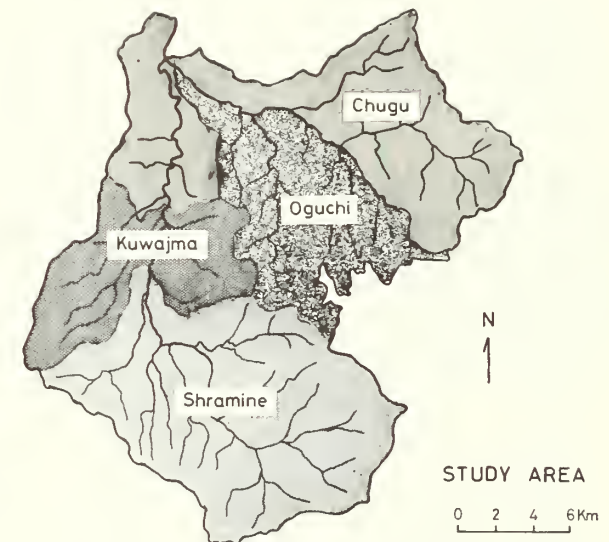 Chugu
Oguchi
Kuwajma
N
Shramine
STUDY AREA
0 2 4 6Km